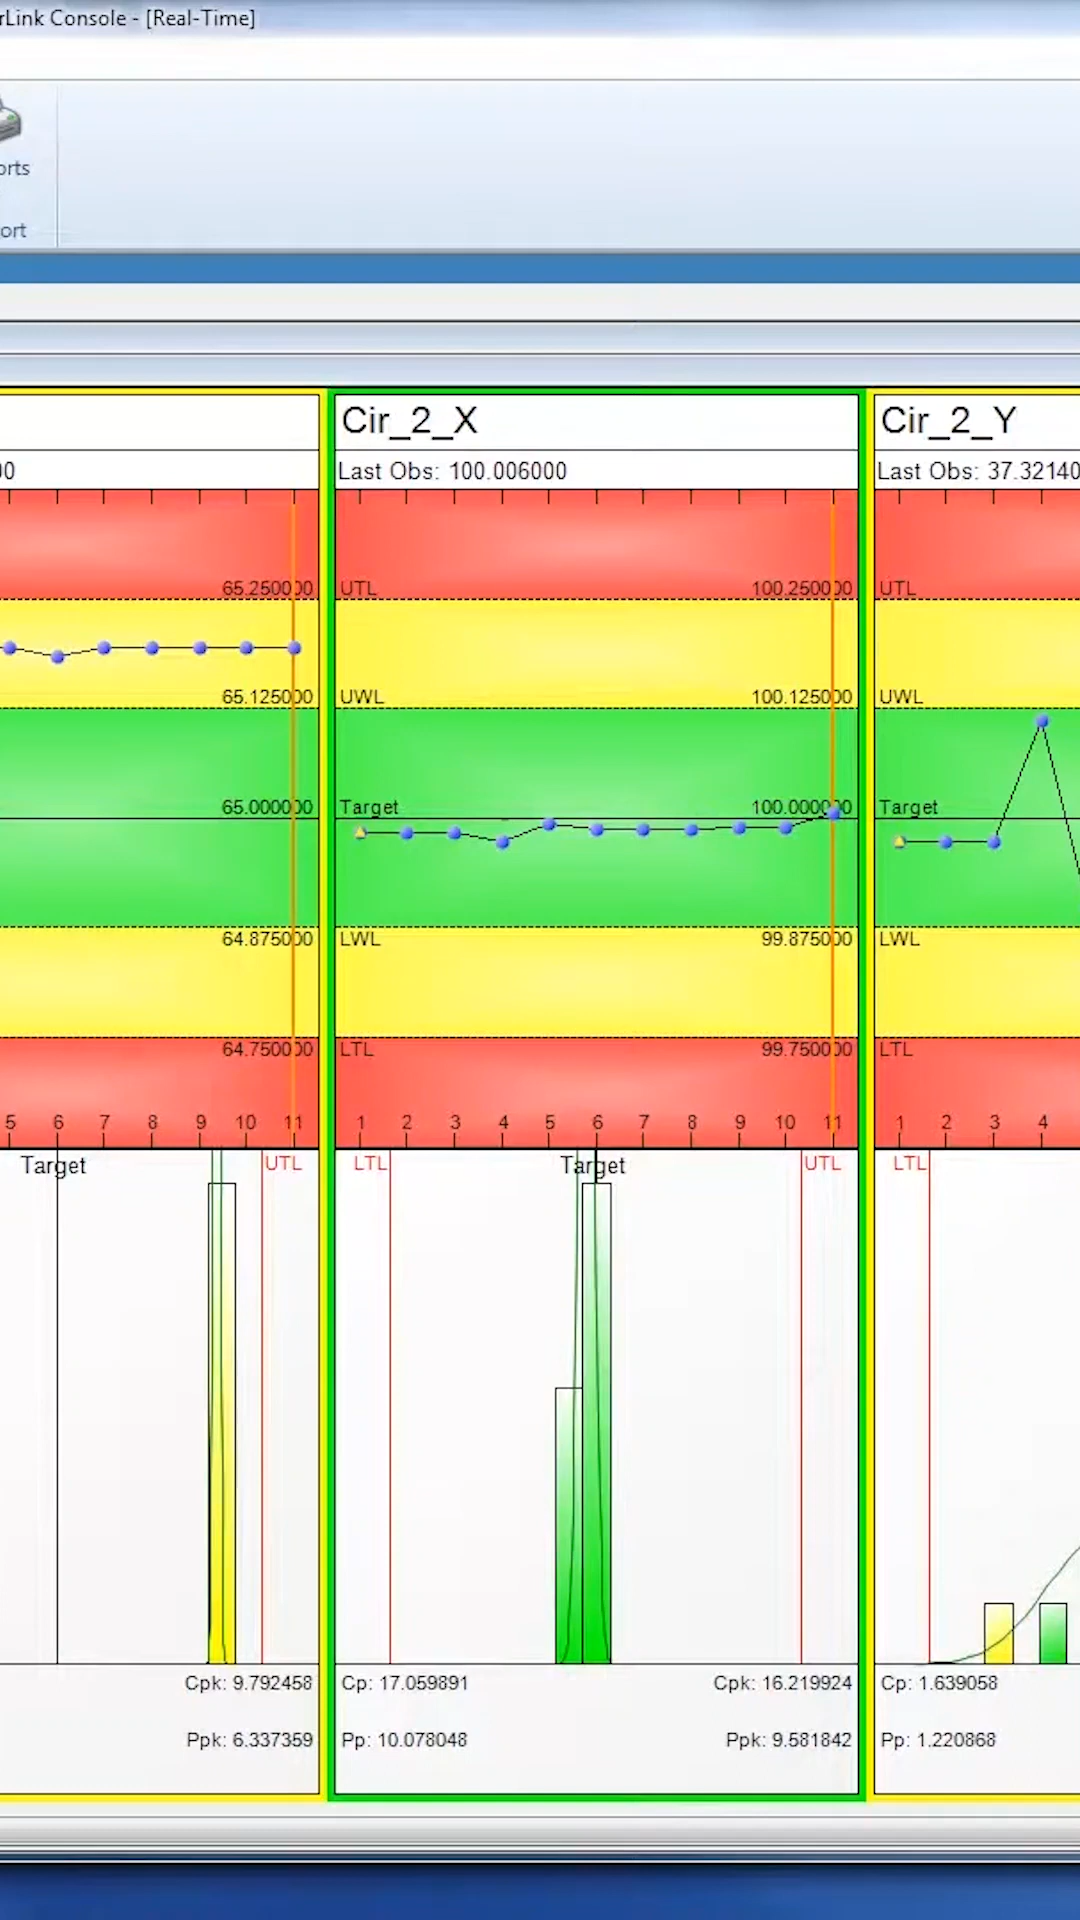 rLink Console - [Real-Time]
orts
ort
00
65.250000
65.125000
65.000000
64.875000
64.750000
5 6 7 8 9 10 11
Target UTL
Cpk: 9.792458
Ppk: 6.337359
Cir_2_X
Last Obs: 100.006000
UTL 100.250000
UWL 100.125000
Target 100.000000
LWL 99.875000
LTL 99.750000
1 2 3 4 5 6 7 8 9 10 11
LTL Target UTL
Cp: 17.059891 Cpk: 16.219924
Pp: 10.078048 Ppk: 9.581842
Cir_2_Y
Last Obs: 37.32140
UTL
UWL
Target
LWL
LTL
1 2 3 4
LTL
Cp: 1.639058
Pp: 1.220868